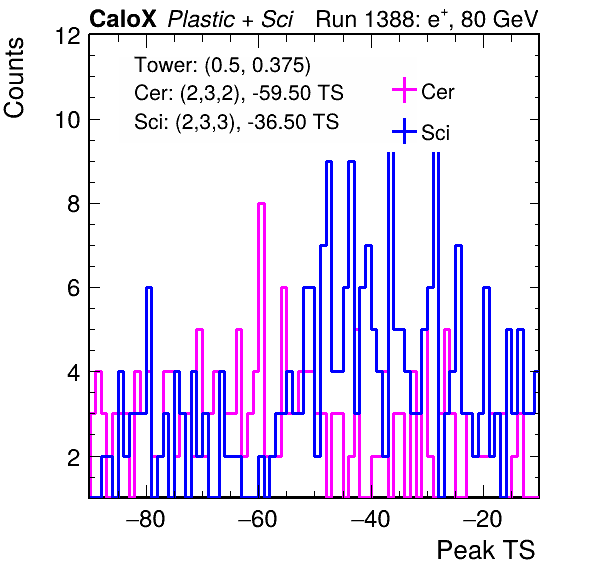 CaloX Plastic + Sci Run 1388: e+, 80 GeV
Counts
12
10
8
6
4
2
Tower: (0.5, 0.375)
Cer: (2,3,2), -59.50 TS
Sci: (2,3,3), -36.50 TS
Cer
Sci
−80 −60 −40 −20
Peak TS